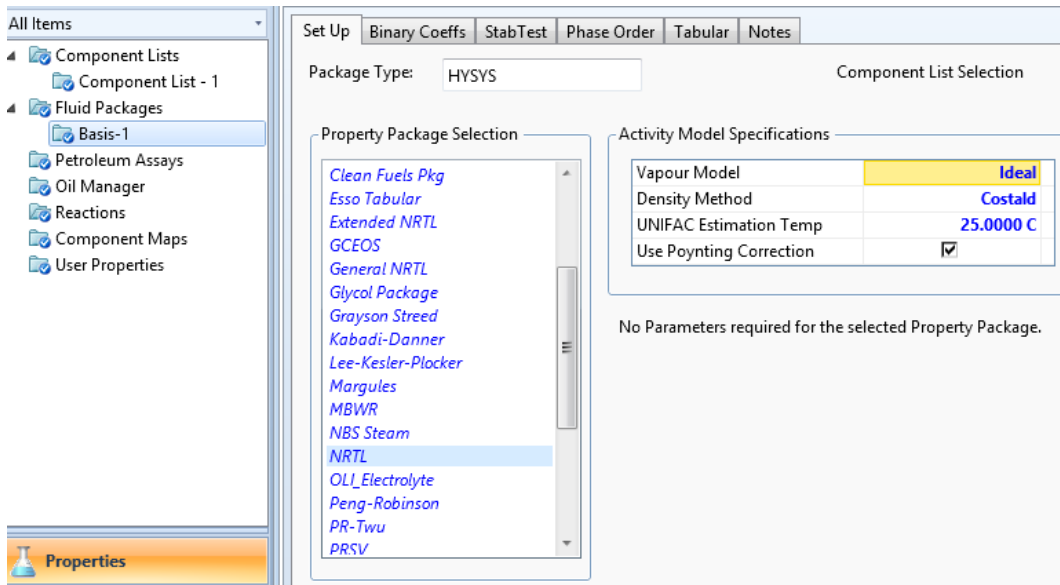 All Items
Component Lists
Component List - 1
Fluid Packages
Basis-1
Petroleum Assays
Oil Manager
Reactions
Component Maps
User Properties
Properties
Set Up Binary Coeffs StabTest Phase Order Tabular Notes
Package Type: HYSYS Component List Selection
Property Package Selection
Clean Fuels Pkg
Esso Tabular
Extended NRTL
GCEOS
General NRTL
Glycol Package
Grayson Streed
Kabadi-Danner
Lee-Kesler-Plocker
Margules
MBWR
NBS Steam
NRTL
OLI_Electrolyte
Peng-Robinson
PR-Twu
PRSV
Activity Model Specifications
Vapour Model Ideal
Density Method Costald
UNIFAC Estimation Temp 25.0000 C
Use Poynting Correction
No Parameters required for the selected Property Package.